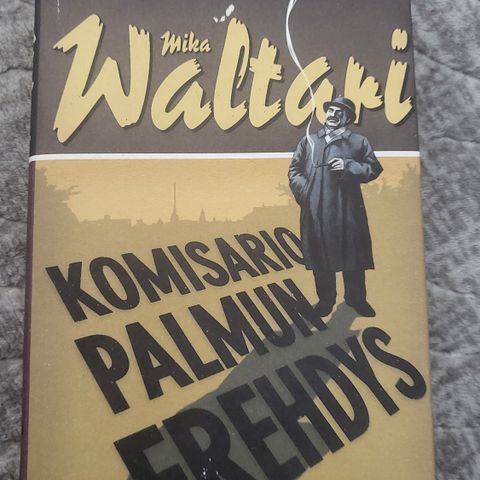 Mika
Waltari
KOMISARIO
PALMUN
EREHDYS